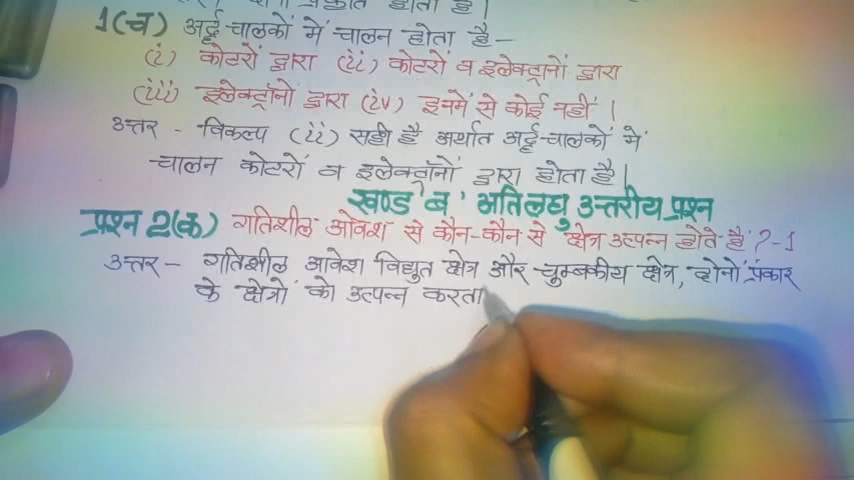 1(च) अर्द्ध-चालकों में चालन होता है-
(i) कोटरों द्वारा (ii) कोटरों व इलेक्ट्रानों द्वारा
(iii) इलेक्ट्रॉनों द्वारा (iv) इनमें से कोई नहीं।
उत्तर - विकल्प (ii) सही है अर्थात अर्द्ध-चालकों में
चालन कोटरों व इलेक्ट्रॉनों द्वारा होता है।
खण्ड 'ब' अतिलघु उत्तरीय प्रश्न
प्रश्न 2(क) गतिशील आवेश से कौन-कौन से क्षेत्र उत्पन्न होते है ?-1
उत्तर - गतिशील आवेश विद्युत क्षेत्र और चुम्बकीय क्षेत्र, दोनों प्रकार
के क्षेत्रों को उत्पन्न करता